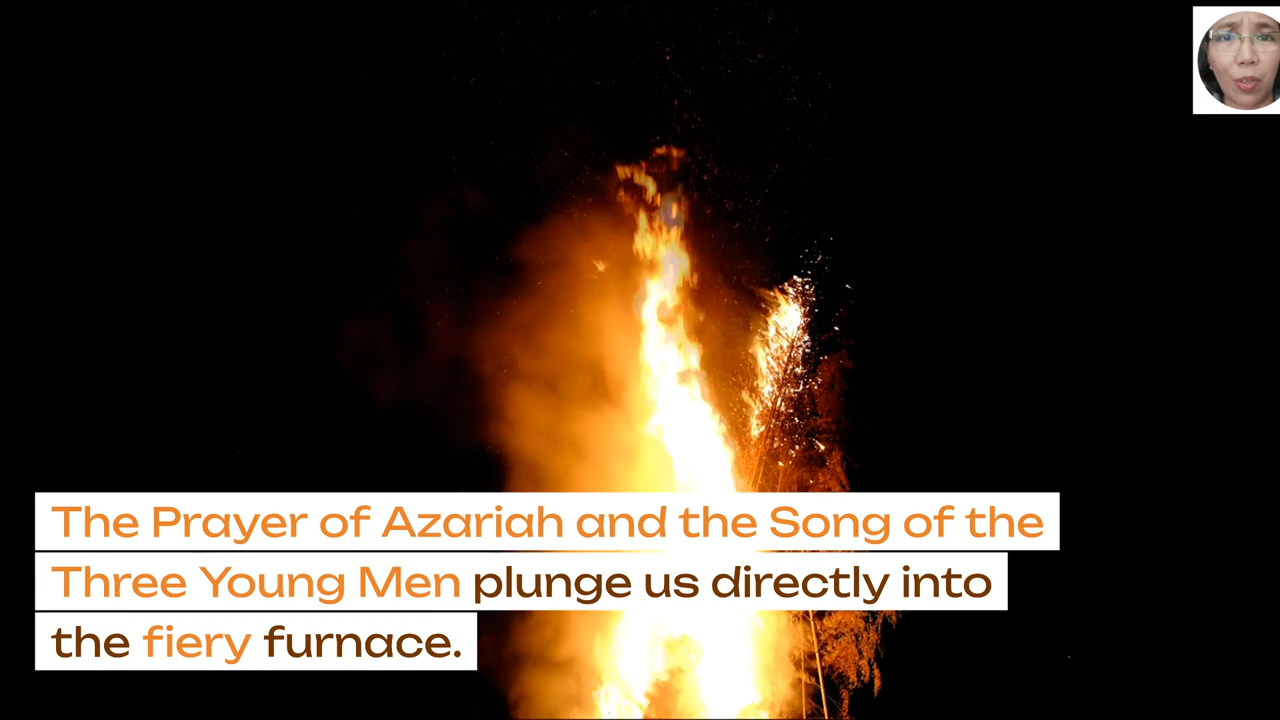 The Prayer of Azariah and the Song of the
Three Young Men plunge us directly into
the fiery furnace.